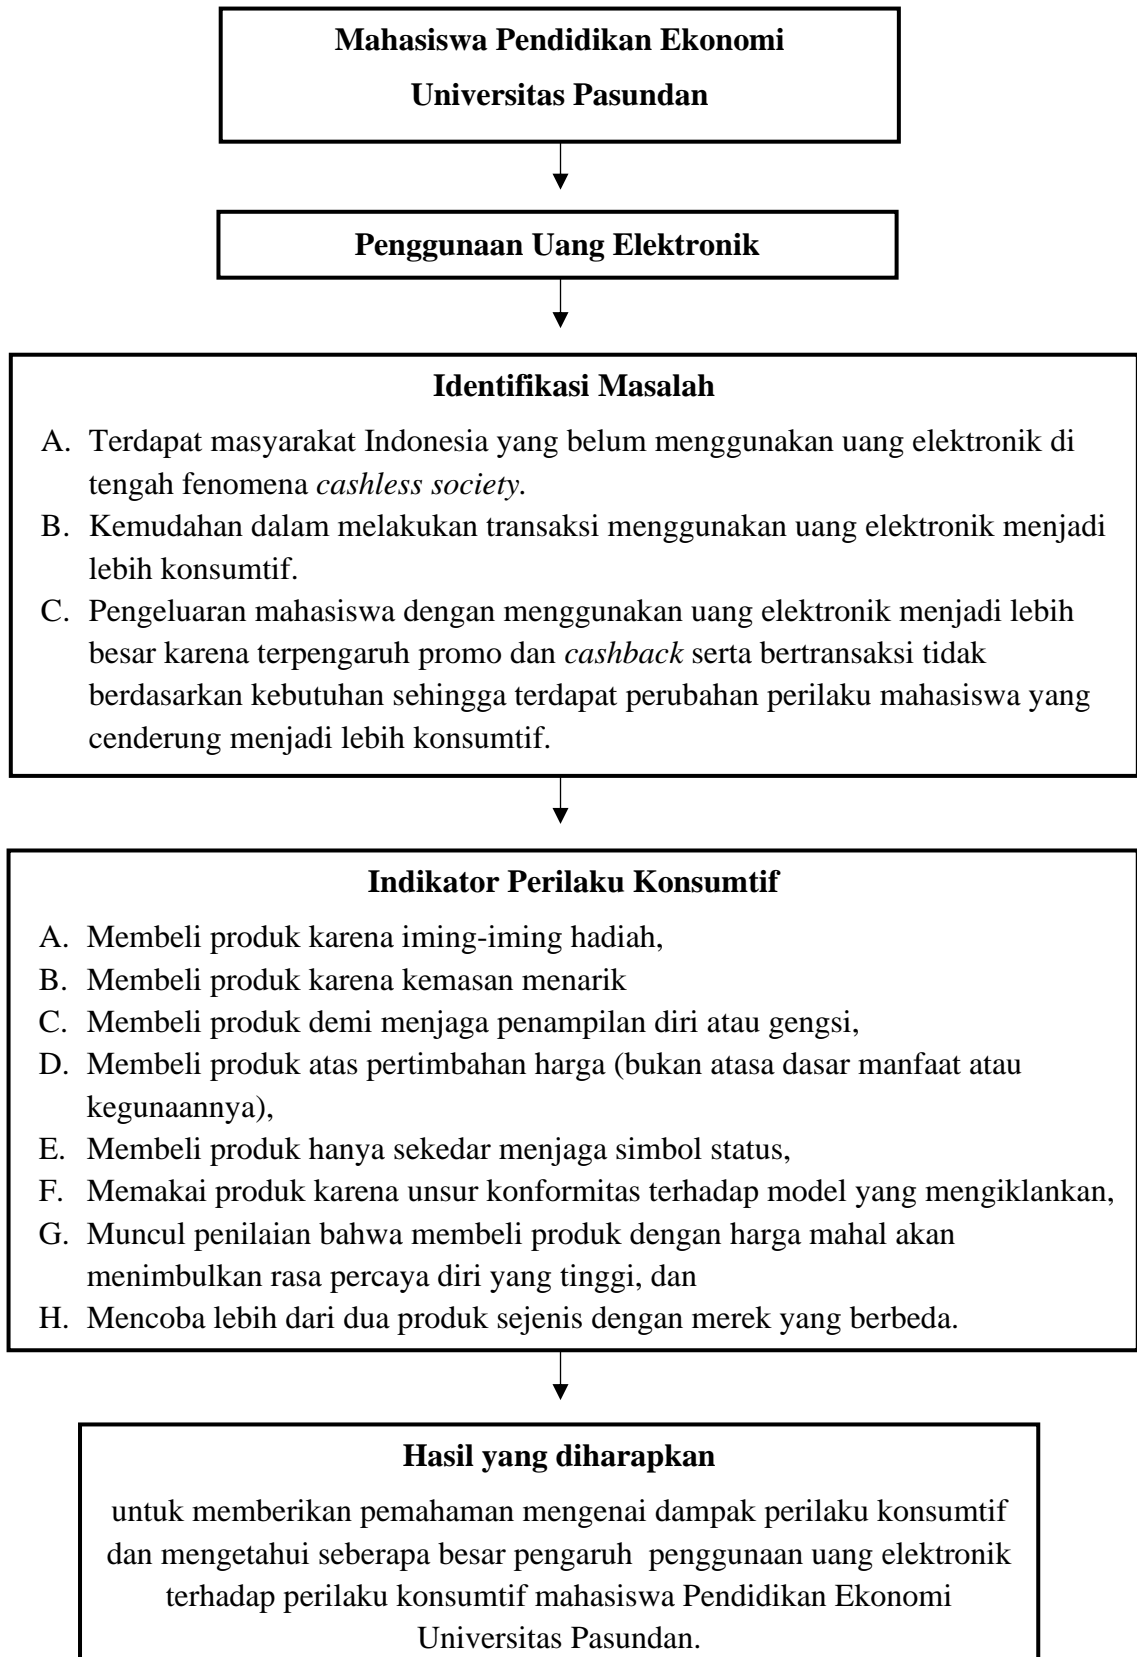 Mahasiswa Pendidikan Ekonomi
Universitas Pasundan
Penggunaan Uang Elektronik
Identifikasi Masalah
A. Terdapat masyarakat Indonesia yang belum menggunakan uang elektronik di
tengah fenomena cashless society.
B. Kemudahan dalam melakukan transaksi menggunakan uang elektronik menjadi
lebih konsumtif.
C. Pengeluaran mahasiswa dengan menggunakan uang elektronik menjadi lebih
besar karena terpengaruh promo dan cashback serta bertransaksi tidak
berdasarkan kebutuhan sehingga terdapat perubahan perilaku mahasiswa yang
cenderung menjadi lebih konsumtif.
Indikator Perilaku Konsumtif
A. Membeli produk karena iming-iming hadiah,
B. Membeli produk karena kemasan menarik
C. Membeli produk demi menjaga penampilan diri atau gengsi,
D. Membeli produk atas pertimbahan harga (bukan atasa dasar manfaat atau
kegunaannya),
E. Membeli produk hanya sekedar menjaga simbol status,
F. Memakai produk karena unsur konformitas terhadap model yang mengiklankan,
G. Muncul penilaian bahwa membeli produk dengan harga mahal akan
menimbulkan rasa percaya diri yang tinggi, dan
H. Mencoba lebih dari dua produk sejenis dengan merek yang berbeda.
Hasil yang diharapkan
untuk memberikan pemahaman mengenai dampak perilaku konsumtif
dan mengetahui seberapa besar pengaruh penggunaan uang elektronik
terhadap perilaku konsumtif mahasiswa Pendidikan Ekonomi
Universitas Pasundan.